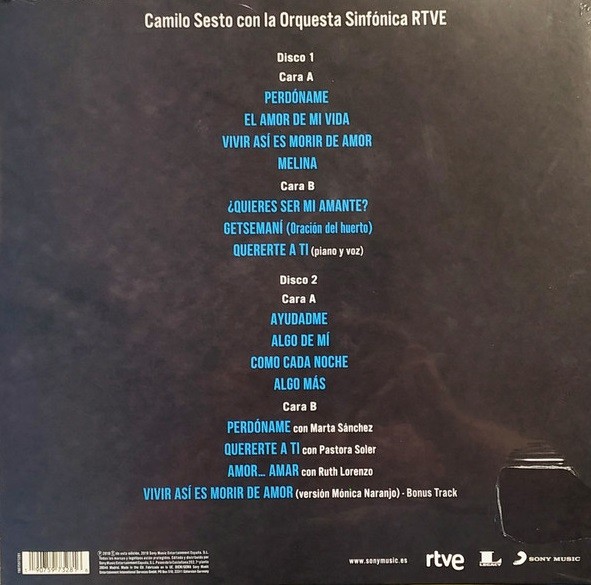 Camilo Sesto con la Orquesta Sinfónica RTVE
Disco 1
Cara A
PERDÓNAME
EL AMOR DE MI VIDA
VIVIR ASÍ ES MORIR DE AMOR
MELINA
Cara B
¿QUIERES SER MI AMANTE?
GETSEMANÍ (Oración del huerto)
QUERERTE A TI (piano y voz)
Disco 2
Cara A
AYUDADME
ALGO DE MÍ
COMO CADA NOCHE
ALGO MÁS
Cara B
PERDÓNAME con Marta Sánchez
QUERERTE A TI con Pastora Soler
AMOR... AMAR con Ruth Lorenzo
VIVIR ASÍ ES MORIR DE AMOR (versión Mónica Naranjo) - Bonus Track
www.sonymusic.es
rtve
LEGACY
SONY MUSIC